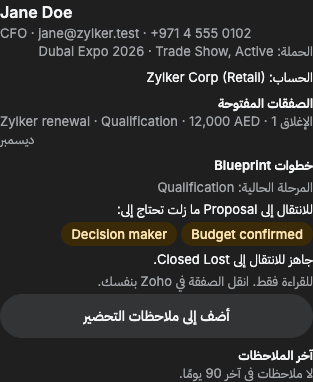 Jane Doe
CFO · jane@zylker.test · +971 4 555 0102
الحملة: Dubai Expo 2026 · Trade Show, Active
الحساب: Zylker Corp (Retail)
الصفقات المفتوحة
Zylker renewal · Qualification · 12,000 AED · الإغلاق 1
ديسمبر
خطوات Blueprint
المرحلة الحالية: Qualification
للانتقال إلى Proposal ما زلت تحتاج إلى:
Budget confirmed
Decision maker
جاهز للانتقال إلى Closed Lost.
للقراءة فقط. انقل الصفقة في Zoho بنفسك.
أضف إلى ملاحظات التحضير
آخر الملاحظات
لا ملاحظات في آخر 90 يومًا.